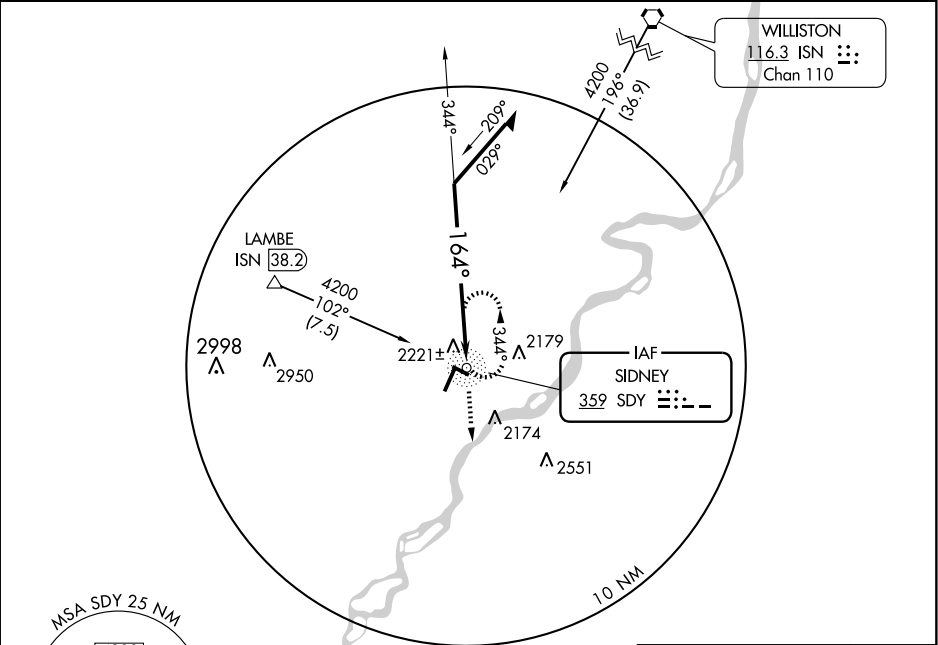 WILLISTON
116.3 ISN
Chan 110
4200
196°
(36.9)
344°
209°
029°
164°
LAMBE
ISN 38.2
4200
102°
(7.5)
344°
2998
2950
2221±
2179
IAF
SIDNEY
359 SDY
2174
2551
10 NM
MSA SDY 25 NM